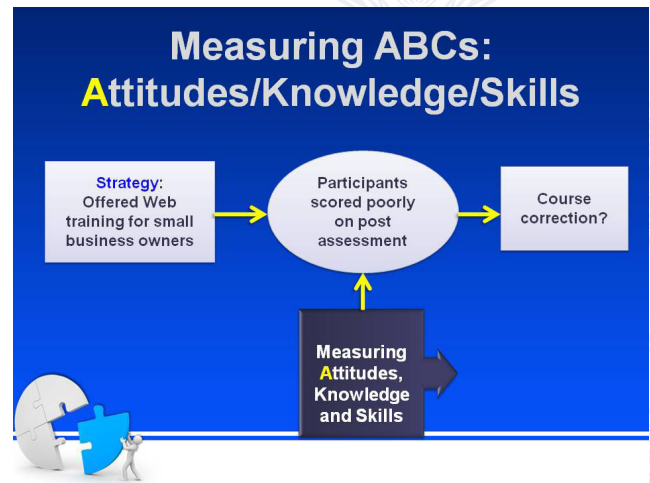 Measuring ABCs:
Attitudes/Knowledge/Skills
Strategy:
Offered Web
training for small
business owners
Participants
scored poorly
on post
assessment
Course
correction?
Measuring
Attitudes,
Knowledge
and Skills